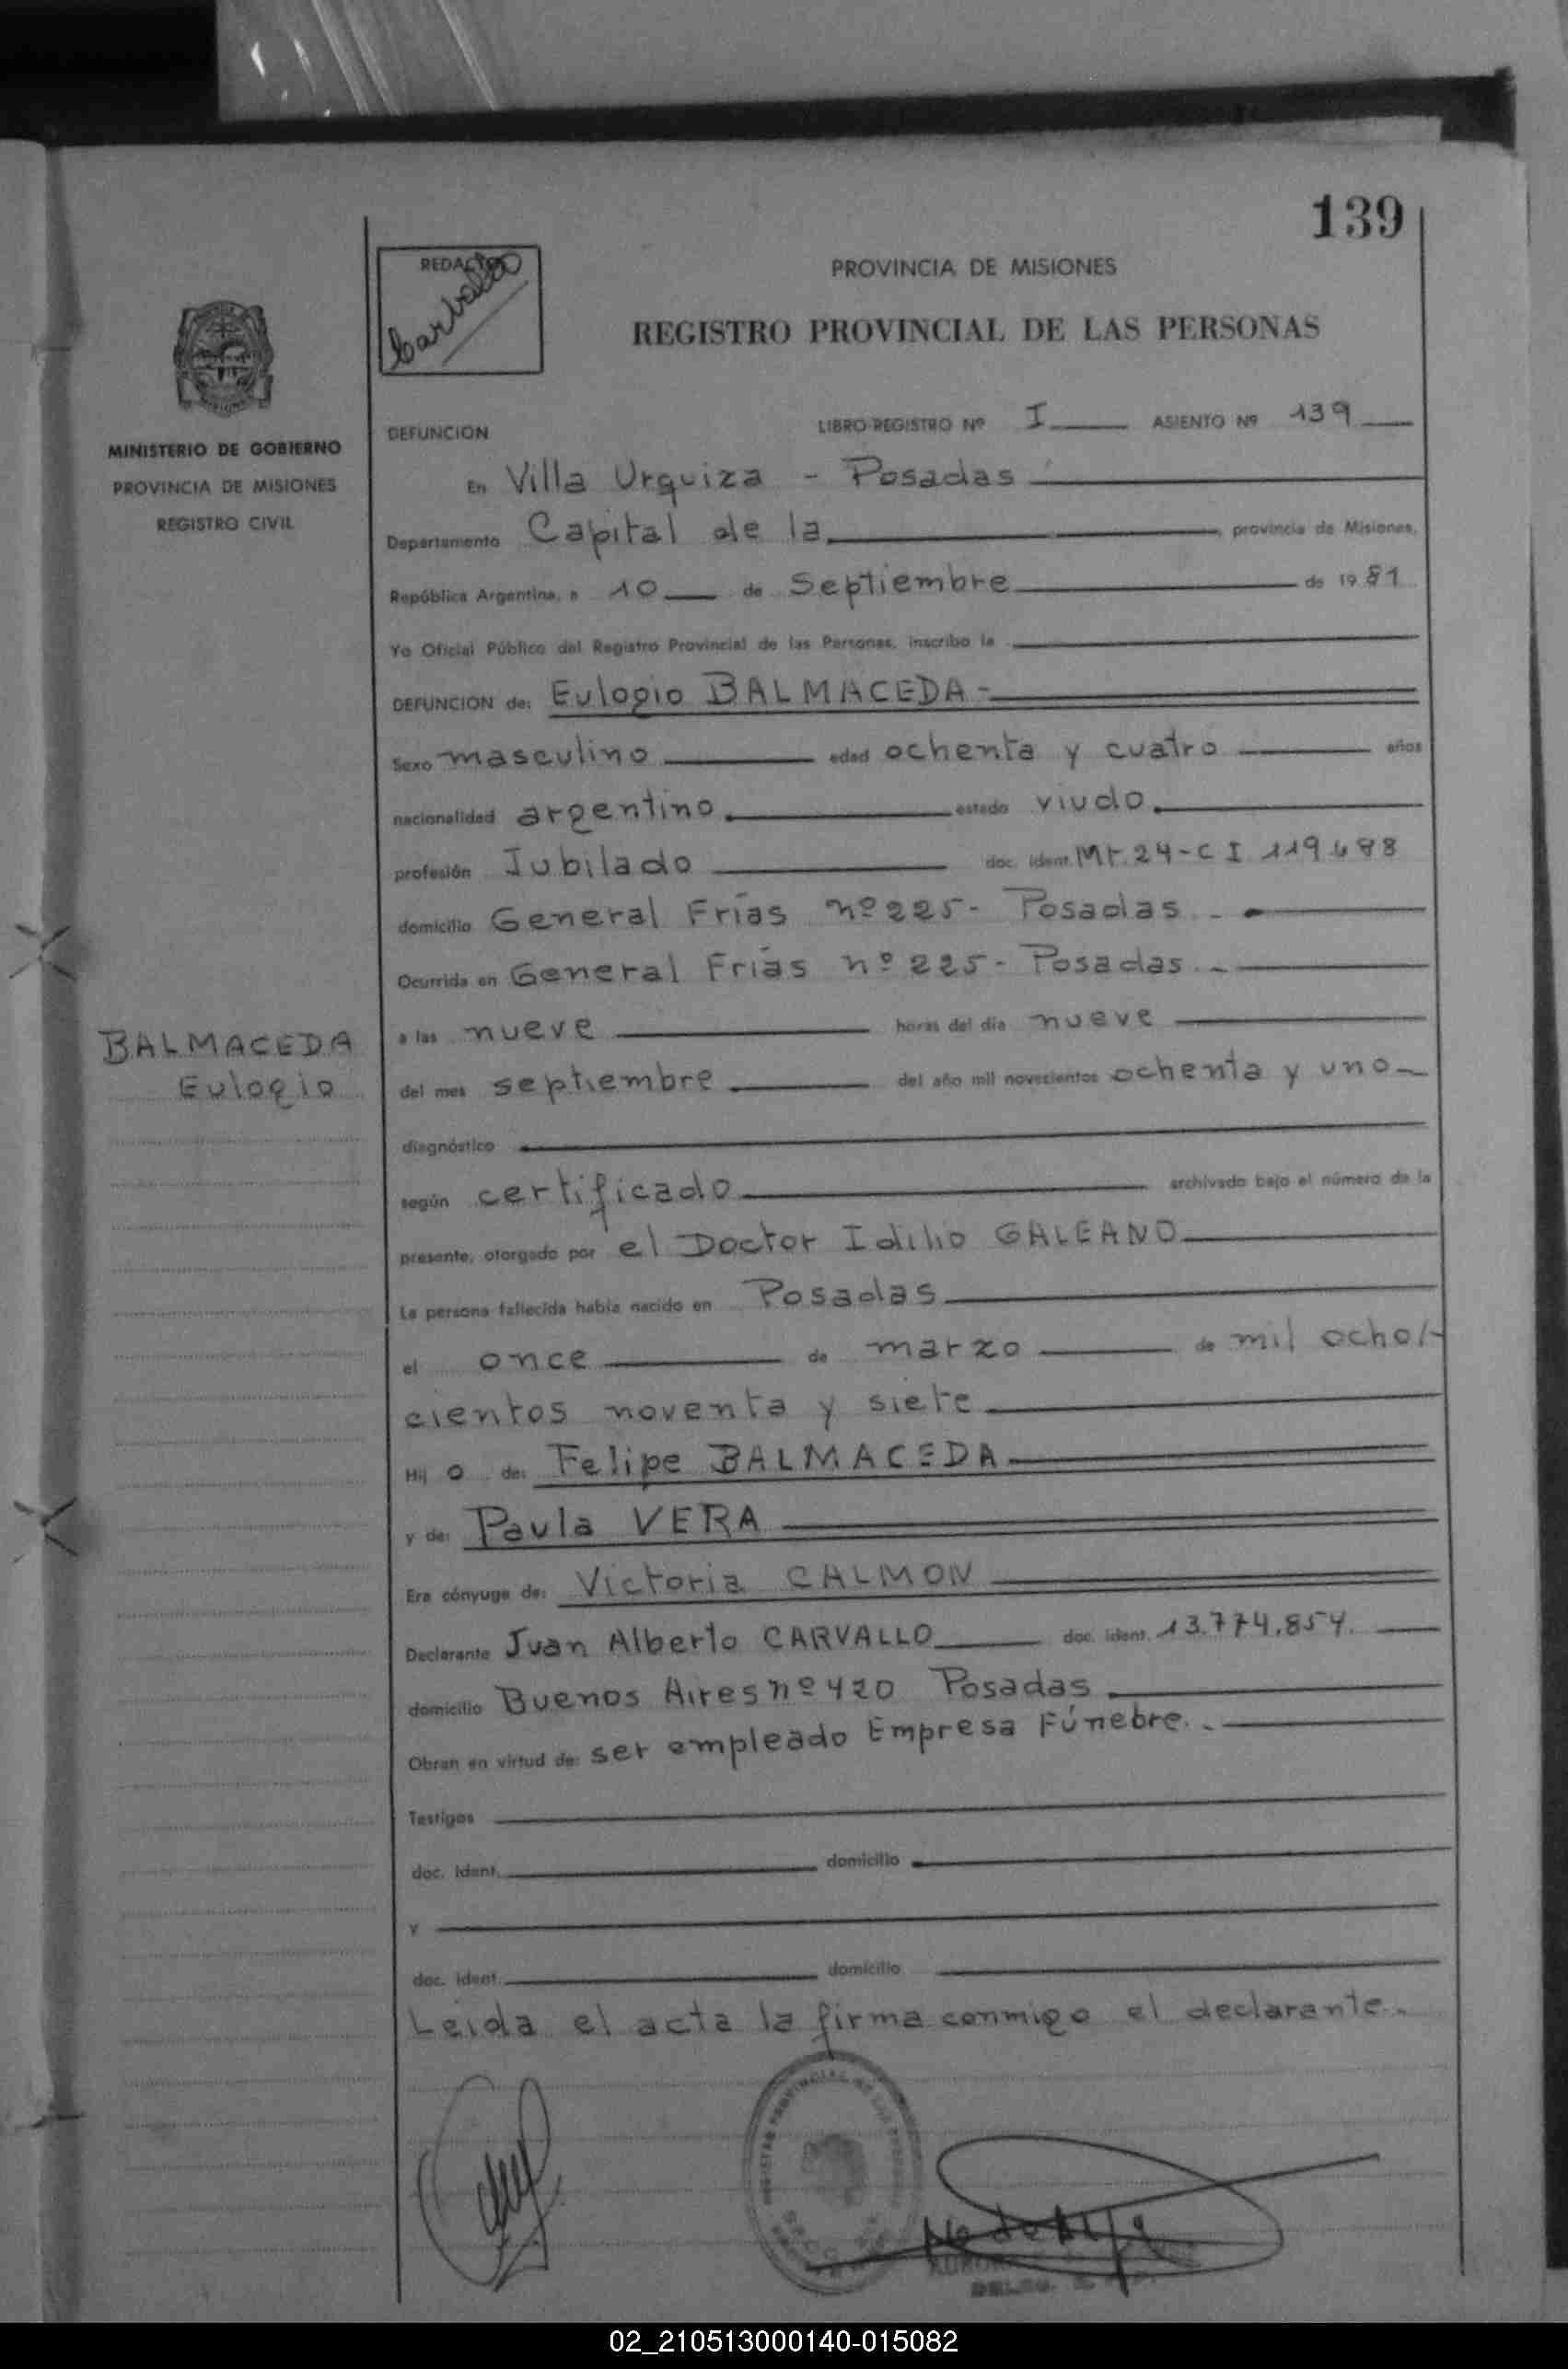 139
REDACTOR
Carvallo
PROVINCIA DE MISIONES
REGISTRO PROVINCIAL DE LAS PERSONAS
MINISTERIO DE GOBIERNO
PROVINCIA DE MISIONES
REGISTRO CIVIL
DEFUNCION LIBRO REGISTRO Nº I ASIENTO Nº 139
En Villa Urquiza - Posadas
Departamento Capital de la provincia de Misiones,
República Argentina, a 10 de Septiembre de 1981
Yo Oficial Público del Registro Provincial de las Personas, inscribo la
DEFUNCION de: Eulogio BALMACEDA-
Sexo masculino edad ochenta y cuatro años
nacionalidad argentino. estado viudo.
profesión Jubilado doc. ident. Mt. 24-C I
domicilio General Frías nº 225- Posadas.-
Ocurrida en General Frías nº 225- Posadas.-
a las nueve horas del día nueve
BALMACEDA
Eulogio
del mes septiembre del año mil novecientos ochenta y uno-
diagnóstico
según certificado archivado bajo el número de la
presente, otorgado por el Doctor Idilio GALEANO
La persona fallecida había nacido en Posadas
el once de marzo de mil ocho/-
cientos noventa y siete
Hij o de: Felipe BALMACEDA
y de: Paula VERA
Era cónyuge de: Victoria CALMON
Declarante Juan Alberto CARVALLO doc. ident. 13.774.854.
domicilio Buenos Aires nº 420 Posadas
Obran en virtud de: ser empleado Empresa Fúnebre.-
Testigos
doc. ident. domicilio
y
doc. ident. domicilio
Leida el acta la firma conmigo el declarante.
02_210513000140-015082